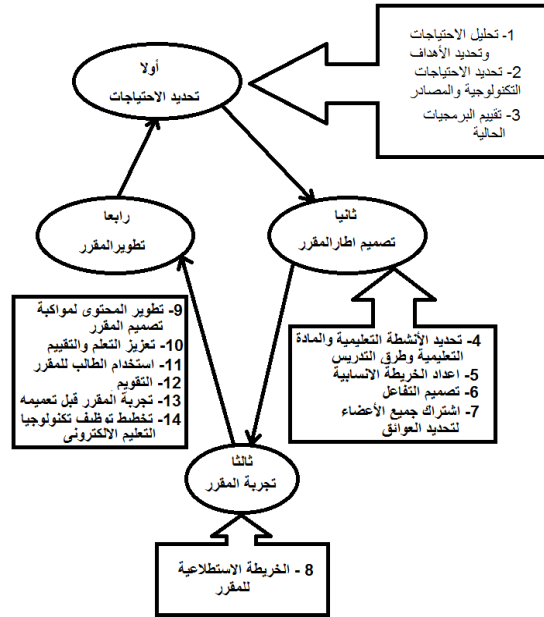 أولا
تحديد الاحتياجات
1- تحليل الاحتياجات
وتحديد الأهداف
2- تحديد الاحتياجات
التكنولوجية والمصادر
3- تقييم البرمجيات
الحالية
ثانيا
تصميم اطارالمقرر
4- تحديد الأنشطة التعليمية والمادة
التعليمية وطرق التدريس
5- اعداد الخريطة الانسابية
6- تصميم التفاعل
7- اشتراك جميع الأعضاء
لتحديد العوائق
ثالثا
تجربة المقرر
8 - الخريطة الاستطلاعية
للمقرر
رابعا
تطويرالمقرر
9- تطوير المحتوى لمواكبة
تصميم المقرر
10- تعزيز التعلم والتقييم
11- استخدام الطالب للمقرر
12- التقويم
13- تجربة المقرر قبل تعميمه
14- تخطيط توظيف تكنولوجيا
التعليم الالكترونى